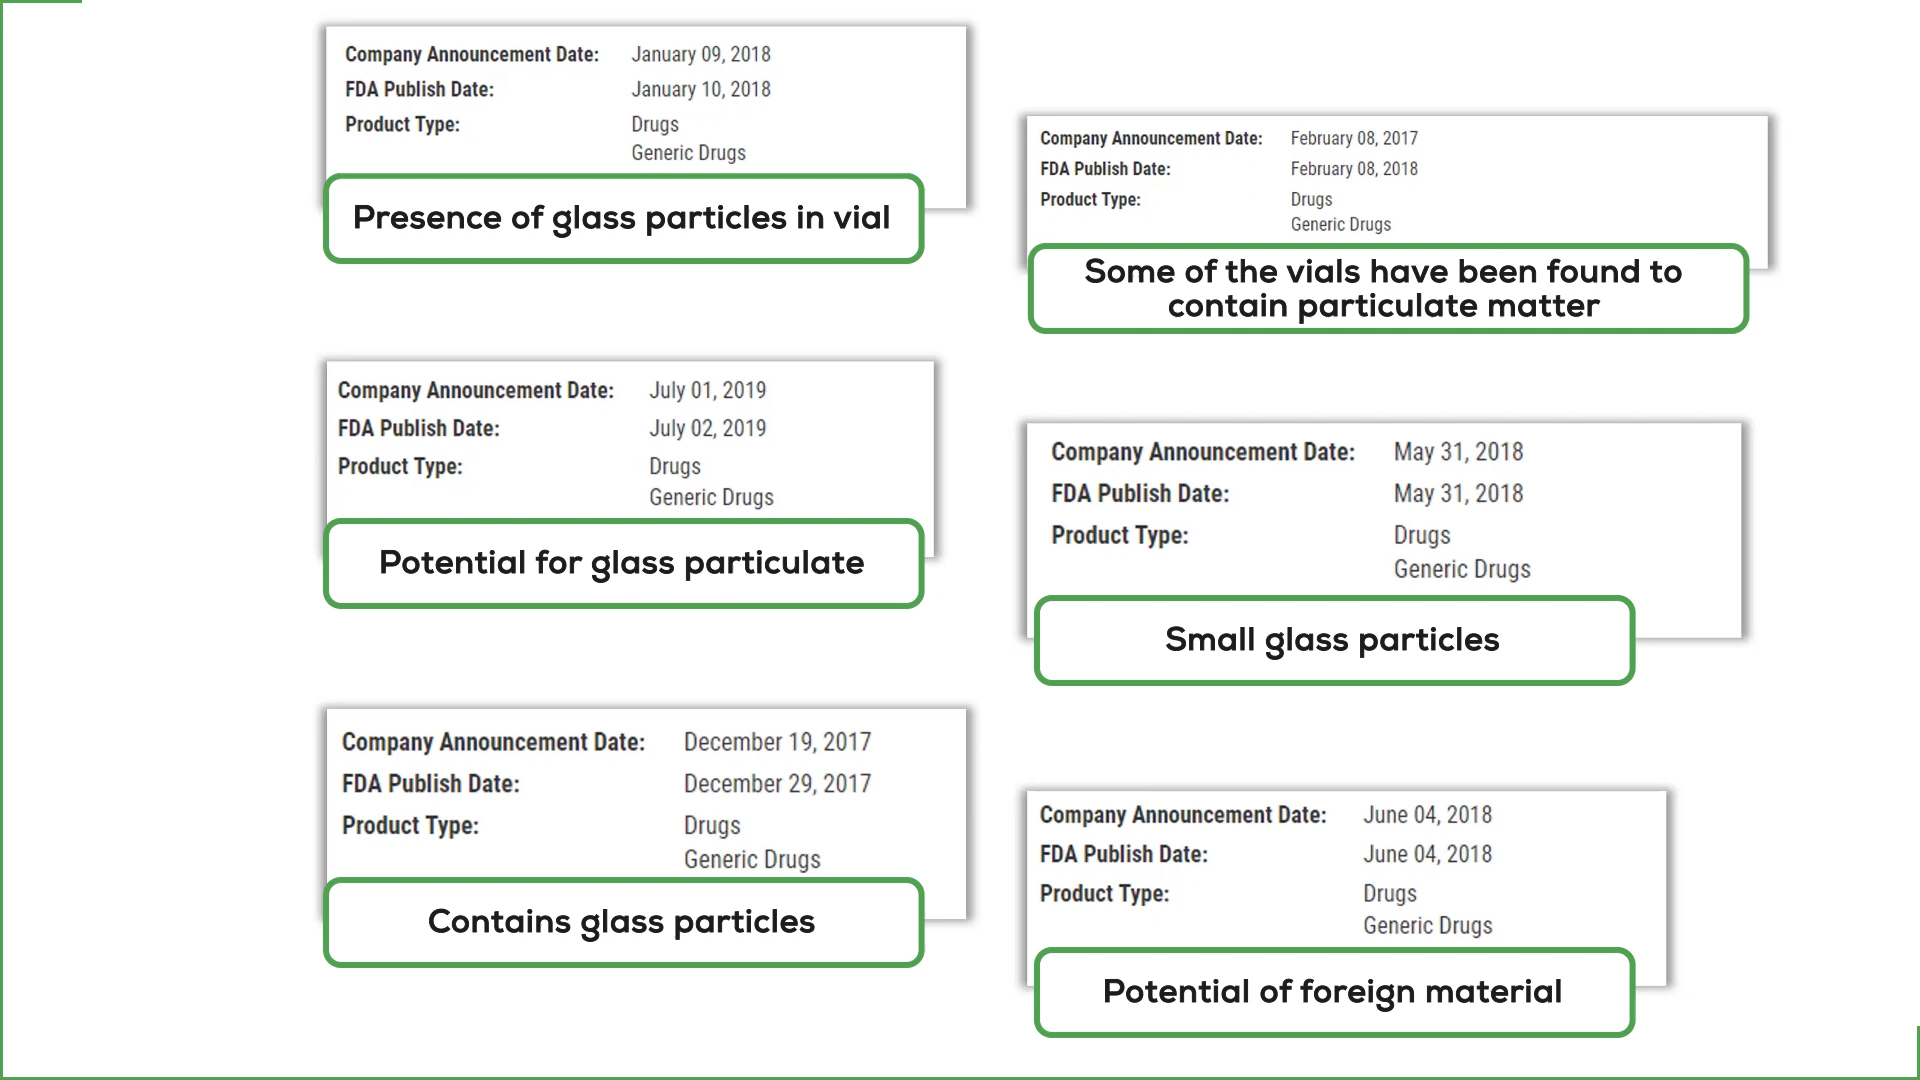 Company Announcement Date: January 09, 2018
FDA Publish Date: January 10, 2018
Product Type: Drugs
Generic Drugs
Presence of glass particles in vial
Company Announcement Date: February 08, 2017
FDA Publish Date: February 08, 2018
Product Type: Drugs
Generic Drugs
Some of the vials have been found to
contain particulate matter
Company Announcement Date: July 01, 2019
FDA Publish Date: July 02, 2019
Product Type: Drugs
Generic Drugs
Potential for glass particulate
Company Announcement Date: May 31, 2018
FDA Publish Date: May 31, 2018
Product Type: Drugs
Generic Drugs
Small glass particles
Company Announcement Date: December 19, 2017
FDA Publish Date: December 29, 2017
Product Type: Drugs
Generic Drugs
Contains glass particles
Company Announcement Date: June 04, 2018
FDA Publish Date: June 04, 2018
Product Type: Drugs
Generic Drugs
Potential of foreign material